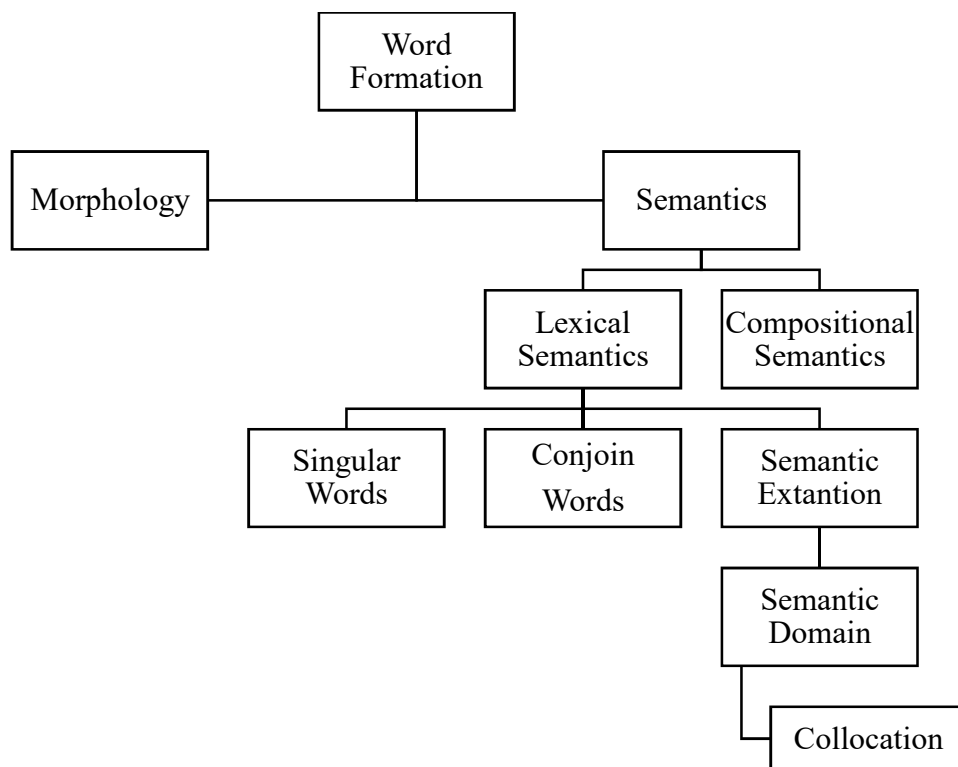 Word
Formation
Morphology
Semantics
Lexical
Semantics
Compositional
Semantics
Singular
Words
Conjoin
Words
Semantic
Extantion
Semantic
Domain
Collocation